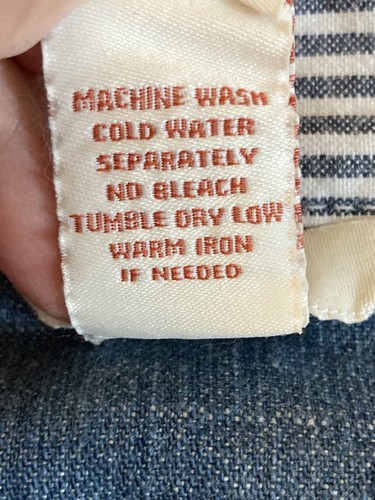 MACHINE WASH
COLD WATER
SEPARATELY
NO BLEACH
TUMBLE DRY LOW
WARM IRON
IF NEEDED